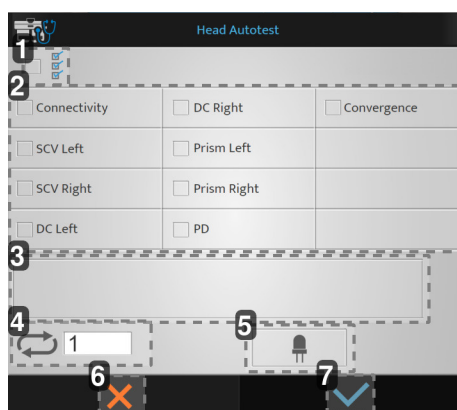 Head Autotest
1
2
Connectivity DC Right Convergence
SCV Left Prism Left
SCV Right Prism Right
DC Left PD
3
4 5
1
6 7